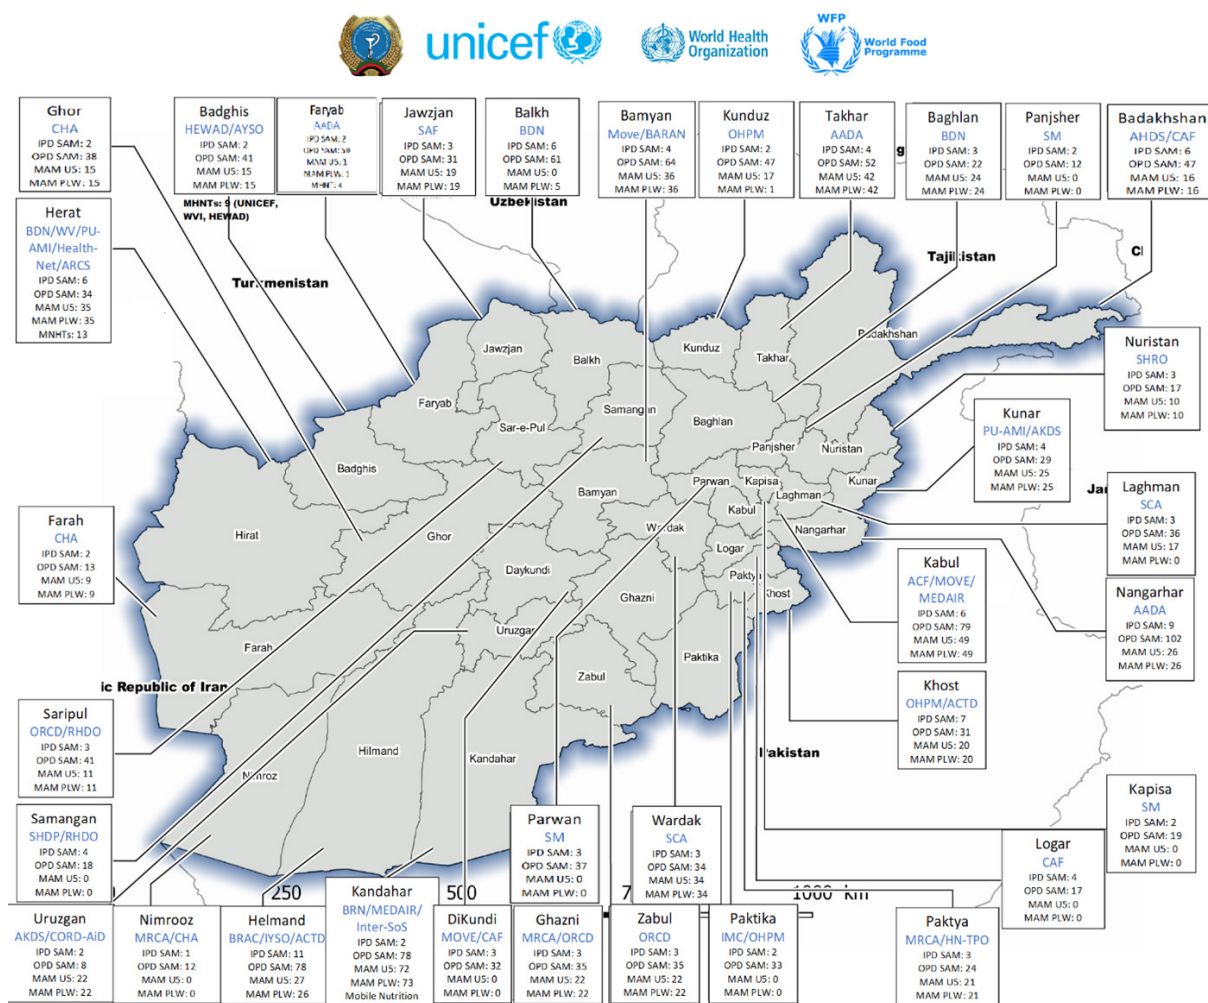 unicef
World Health
Organization
WFP
World Food
Programme
Ghor
CHA
IPD SAM: 2
OPD SAM: 38
MAM U5: 15
MAM PLW: 15
Badghis
HEWAD/AYSO
IPD SAM: 2
OPD SAM: 41
MAM U5: 15
MAM PLW: 15
MHNTs: 9 (UNICEF,
WVI, HEWAD)
Faryab
AADA
IPD SAM: 2
OPD SAM:
MAM U5: 1
MAM PLW: 1
MHNT: 4
Jawzjan
SAF
IPD SAM: 3
OPD SAM: 31
MAM U5: 19
MAM PLW: 19
Balkh
BDN
IPD SAM: 6
OPD SAM: 61
MAM U5: 0
MAM PLW: 5
Bamyan
Move/BARAN
IPD SAM: 4
OPD SAM: 64
MAM U5: 36
MAM PLW: 36
Kunduz
OHPM
IPD SAM: 2
OPD SAM: 47
MAM U5: 17
MAM PLW: 1
Takhar
AADA
IPD SAM: 4
OPD SAM: 52
MAM U5: 42
MAM PLW: 42
Baghlan
BDN
IPD SAM: 3
OPD SAM: 22
MAM U5: 24
MAM PLW: 24
Panjsher
SM
IPD SAM: 2
OPD SAM: 12
MAM U5: 0
MAM PLW: 0
Badakhshan
AHDS/CAF
IPD SAM: 6
OPD SAM: 47
MAM U5: 16
MAM PLW: 16
Herat
BDN/WV/PU-
AMI/Health-
Net/ARCS
IPD SAM: 6
OPD SAM: 34
MAM U5: 35
MAM PLW: 35
MNHTs: 13
Uzbekistan
Turkmenistan
Tajikistan
Nuristan
SHRO
IPD SAM: 3
OPD SAM: 17
MAM U5: 10
MAM PLW: 10
Kunar
PU-AMI/AKDS
IPD SAM: 4
OPD SAM: 29
MAM U5: 25
MAM PLW: 25
Laghman
SCA
IPD SAM: 3
OPD SAM: 36
MAM U5: 17
MAM PLW: 0
Farah
CHA
IPD SAM: 2
OPD SAM: 13
MAM U5: 9
MAM PLW: 9
Jawzjan
Balkh
Kunduz
Takhar
Badakhshan
Faryab
Samangan
Sar-e-Pul
Baghlan
Badghis
Panjsher
Nuristan
Bamyan
Parwan
Kapisa
Laghman
Kunar
Hirat
Ghor
Wardak
Kabul
Nangarhar
Logar
Daykundi
Ghazni
Paktya
Khost
Uruzgan
Farah
Paktika
Zabul
Hilmand
Kandahar
Nimroz
ic Republic of Iran
Pakistan
Kabul
ACF/MOVE/
MEDAIR
IPD SAM: 6
OPD SAM: 79
MAM U5: 49
MAM PLW: 49
Nangarhar
AADA
IPD SAM: 9
OPD SAM: 102
MAM U5: 26
MAM PLW: 26
Khost
OHPM/ACTD
IPD SAM: 7
OPD SAM: 31
MAM U5: 20
MAM PLW: 20
Saripul
ORCD/RHDO
IPD SAM: 3
OPD SAM: 41
MAM U5: 11
MAM PLW: 11
Samangan
SHDP/RHDO
IPD SAM: 4
OPD SAM: 18
MAM U5: 0
MAM PLW: 0
Parwan
SM
IPD SAM: 3
OPD SAM: 37
MAM U5: 0
MAM PLW: 0
Wardak
SCA
IPD SAM: 3
OPD SAM: 34
MAM U5: 34
MAM PLW: 34
Kapisa
SM
IPD SAM: 2
OPD SAM: 19
MAM U5: 0
MAM PLW: 0
Logar
CAF
IPD SAM: 4
OPD SAM: 17
MAM U5: 0
MAM PLW: 0
250
500
1000 km
Uruzgan
AKDS/CORD-AiD
IPD SAM: 2
OPD SAM: 8
MAM U5: 22
MAM PLW: 22
Nimrooz
MRCA/CHA
IPD SAM: 1
OPD SAM: 12
MAM U5: 0
MAM PLW: 0
Helmand
BRAC/IYSO/ACTD
IPD SAM: 11
OPD SAM: 78
MAM U5: 27
MAM PLW: 26
Kandahar
BRN/MEDAIR/
Inter-SoS
IPD SAM: 2
OPD SAM: 78
MAM U5: 72
MAM PLW: 73
Mobile Nutrition
DiKundi
MOVE/CAF
IPD SAM: 3
OPD SAM: 32
MAM U5: 0
MAM PLW: 0
Ghazni
MRCA/ORCD
IPD SAM: 3
OPD SAM: 35
MAM U5: 22
MAM PLW: 22
Zabul
ORCD
IPD SAM: 3
OPD SAM: 35
MAM U5: 22
MAM PLW: 22
Paktika
IMC/OHPM
IPD SAM: 2
OPD SAM: 33
MAM U5: 0
MAM PLW: 0
Paktya
MRCA/HN-TPO
IPD SAM: 3
OPD SAM: 24
MAM U5: 21
MAM PLW: 21